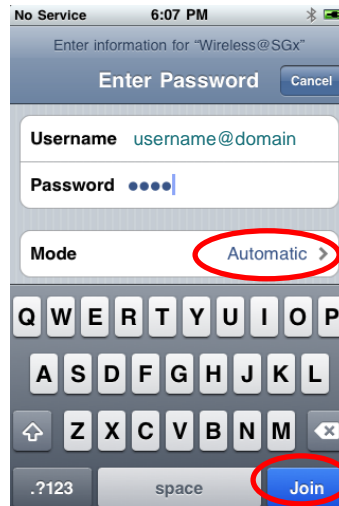 No Service 6:07 PM
Enter information for “Wireless@SGx”
Enter Password Cancel
Username username@domain
Password ••••
Mode Automatic >
Q W E R T Y U I O P
A S D F G H J K L
Z X C V B N M
.?123 space Join